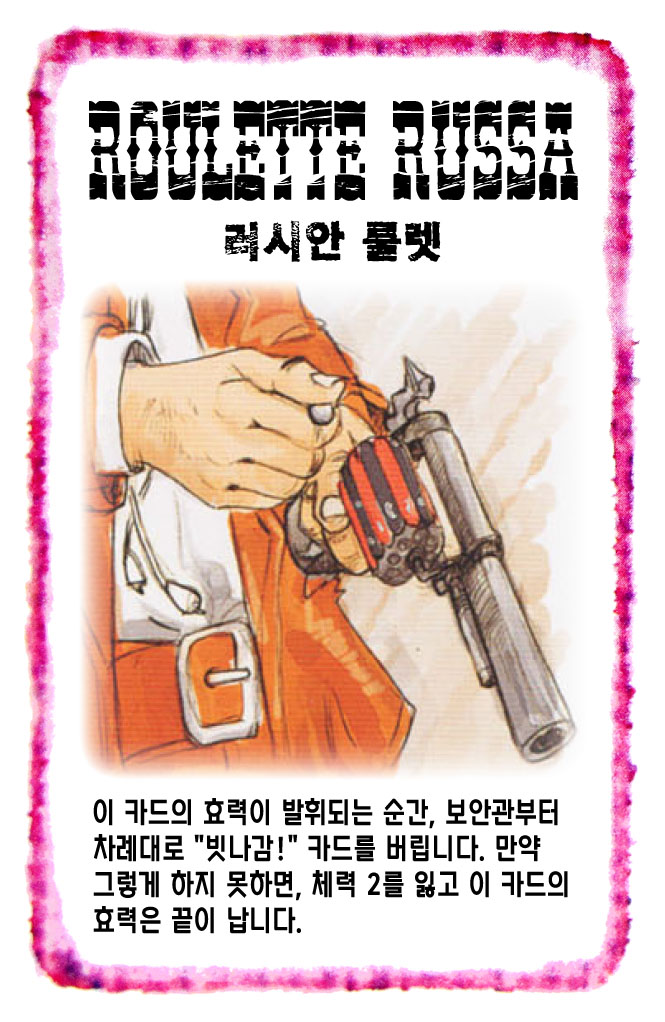 ROULETTE RUSSA
러시안 룰렛
이 카드의 효력이 발휘되는 순간, 보안관부터
차례대로 "빗나감!" 카드를 버립니다. 만약
그렇게 하지 못하면, 체력 2를 잃고 이 카드의
효력은 끝이 납니다.